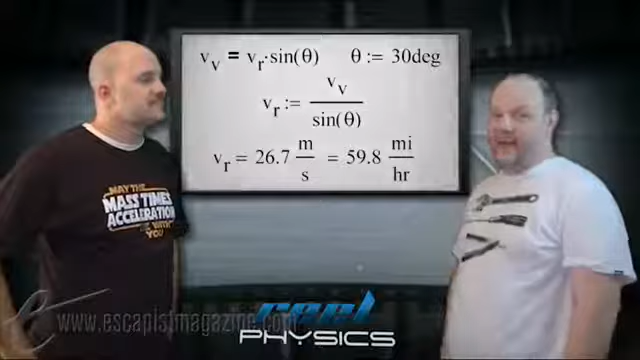 v_v = v_r·sin(θ) θ := 30deg
v_r := v_v / sin(θ)
v_r = 26.7 m/s = 59.8 mi/hr
MAY THE
MASS TIMES
ACCELERATION
BE WITH
YOU
www.escapistmagazine.com
PHYSICS